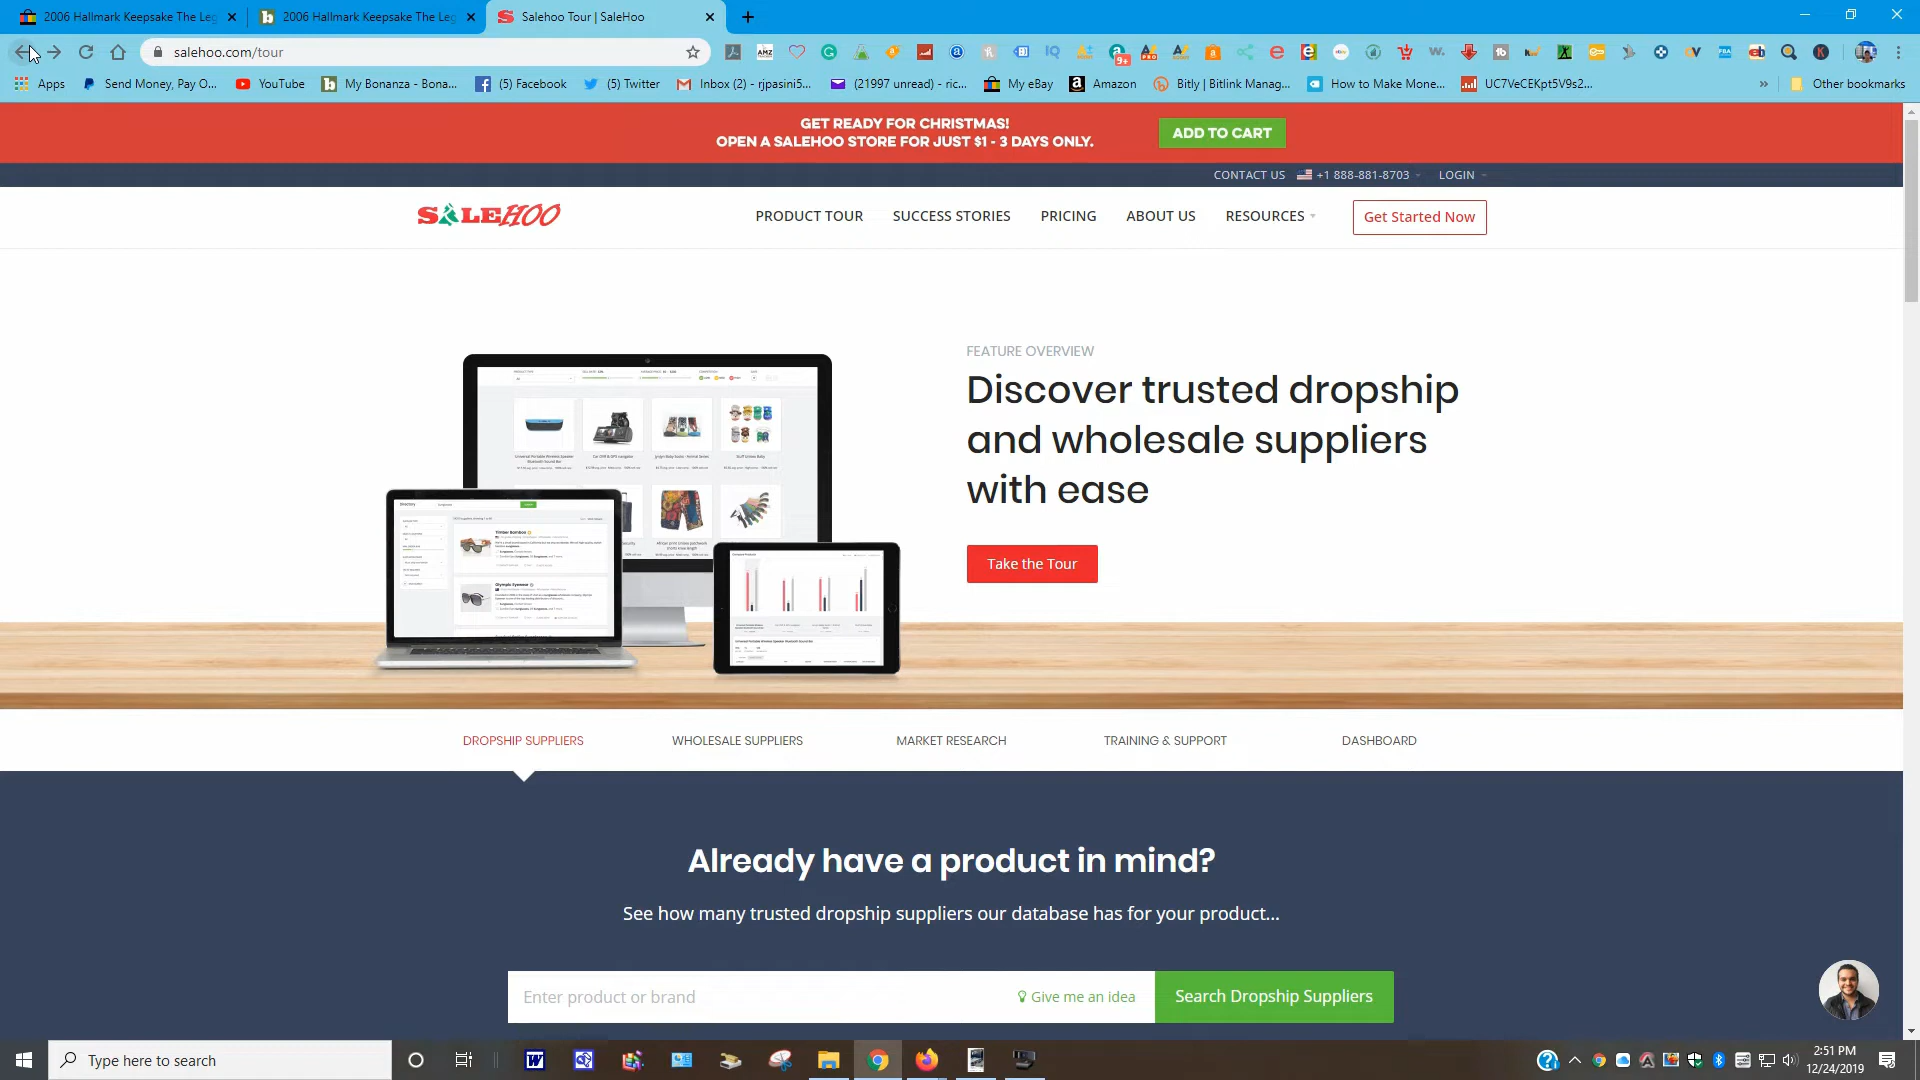 2006 Hallmark Keepsake The Leg
2006 Hallmark Keepsake The Leg
Salehoo Tour | SaleHoo
salehoo.com/tour
9+
Apps
Send Money, Pay O...
YouTube
My Bonanza - Bona...
(5) Facebook
(5) Twitter
Inbox (2) - rjpasini5...
(21997 unread) - ric...
My eBay
Amazon
Bitly | Bitlink Manag...
How to Make Mone...
UC7VeCEKpt5V9s2...
Other bookmarks
GET READY FOR CHRISTMAS!
OPEN A SALEHOO STORE FOR JUST $1 - 3 DAYS ONLY.
ADD TO CART
CONTACT US
+1 888-881-8703
LOGIN
SALEHOO
PRODUCT TOUR
SUCCESS STORIES
PRICING
ABOUT US
RESOURCES
Get Started Now
FEATURE OVERVIEW
Discover trusted dropship
and wholesale suppliers
with ease
Take the Tour
DROPSHIP SUPPLIERS
WHOLESALE SUPPLIERS
MARKET RESEARCH
TRAINING & SUPPORT
DASHBOARD
Already have a product in mind?
See how many trusted dropship suppliers our database has for your product...
Enter product or brand
Give me an idea
Search Dropship Suppliers
Type here to search
2:51 PM
12/24/2019